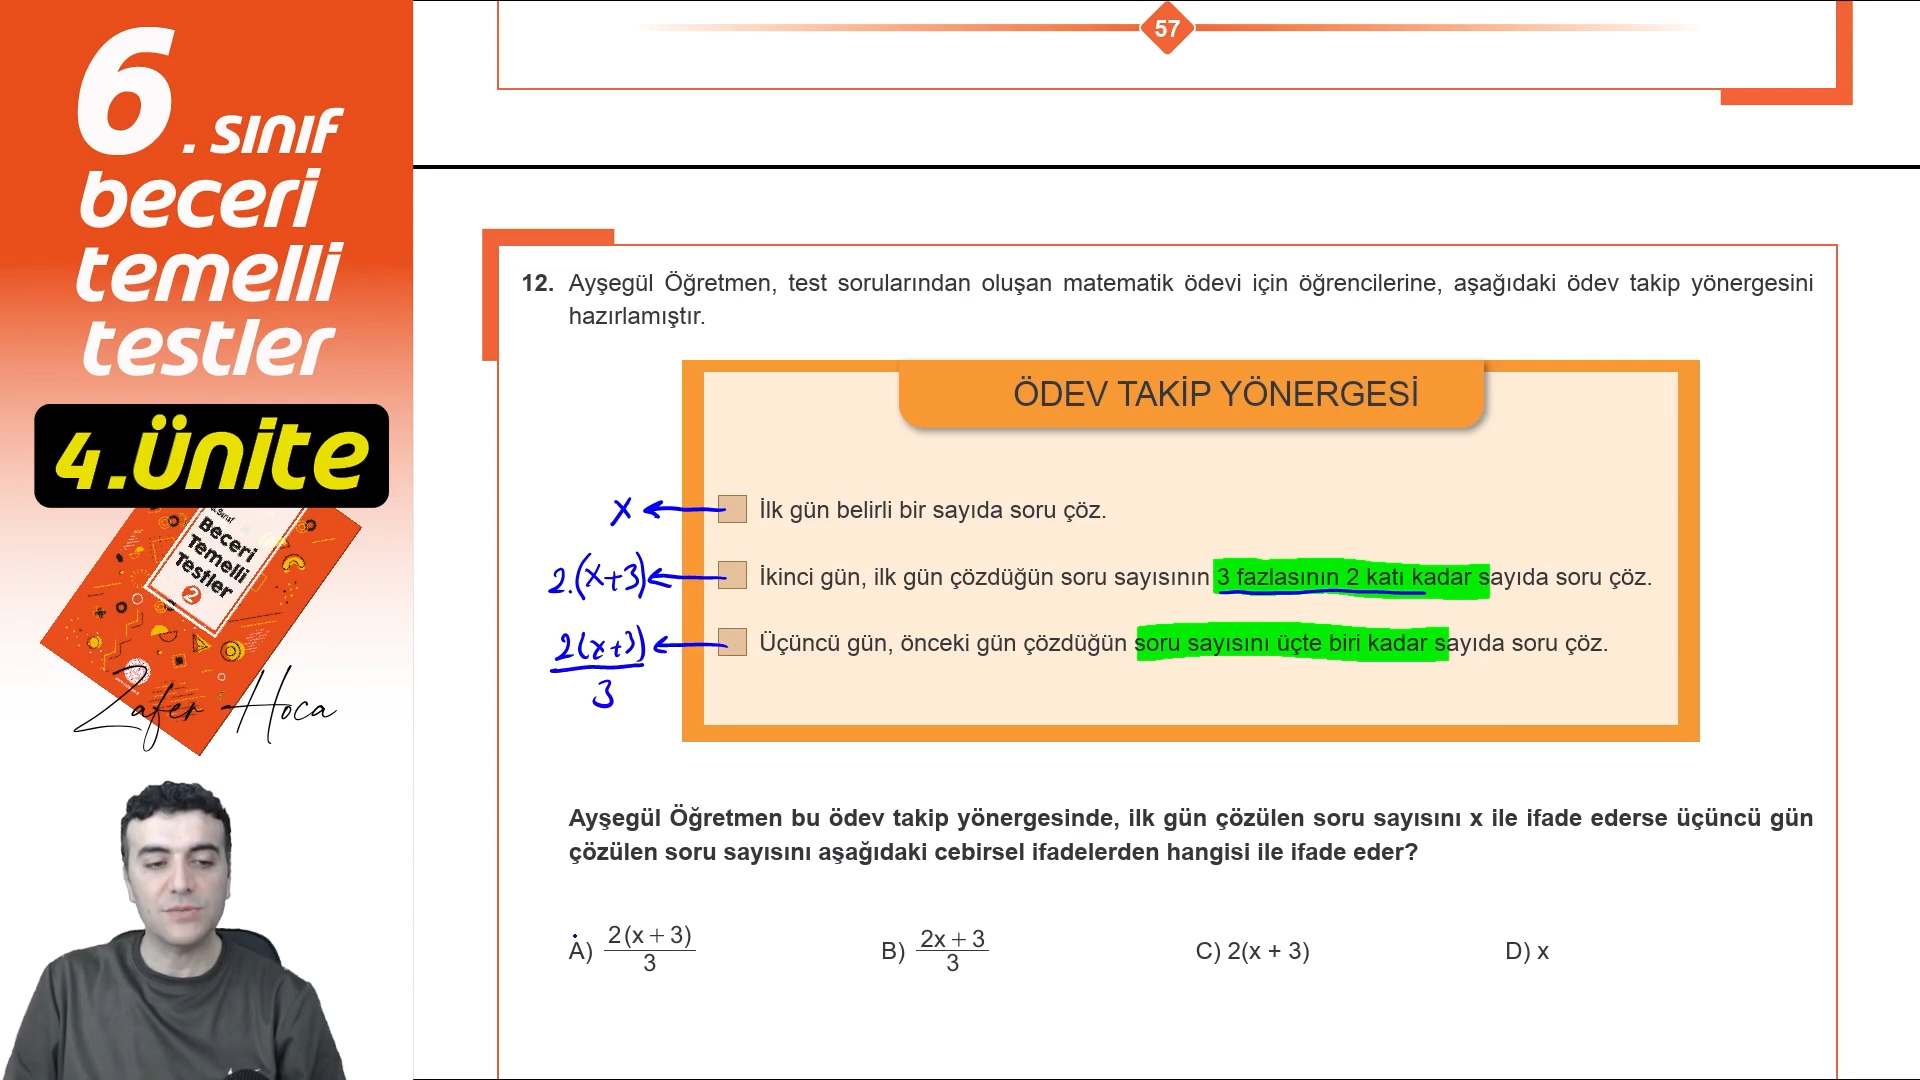 6. sınıf
beceri
temelli
testler
4.ünite
6. Sınıf
Beceri
Temelli
Testler
2
Zafer Hoca
57
12. Ayşegül Öğretmen, test sorularından oluşan matematik ödevi için öğrencilerine, aşağıdaki ödev takip yönergesini
hazırlamıştır.
ÖDEV TAKİP YÖNERGESİ
x ← İlk gün belirli bir sayıda soru çöz.
2.(x+3) ← İkinci gün, ilk gün çözdüğün soru sayısının 3 fazlasının 2 katı kadar sayıda soru çöz.
2(x+3)/3 ← Üçüncü gün, önceki gün çözdüğün soru sayısını üçte biri kadar sayıda soru çöz.
Ayşegül Öğretmen bu ödev takip yönergesinde, ilk gün çözülen soru sayısını x ile ifade ederse üçüncü gün
çözülen soru sayısını aşağıdaki cebirsel ifadelerden hangisi ile ifade eder?
A) 2(x + 3)/3 B) 2x + 3/3 C) 2(x + 3) D) x